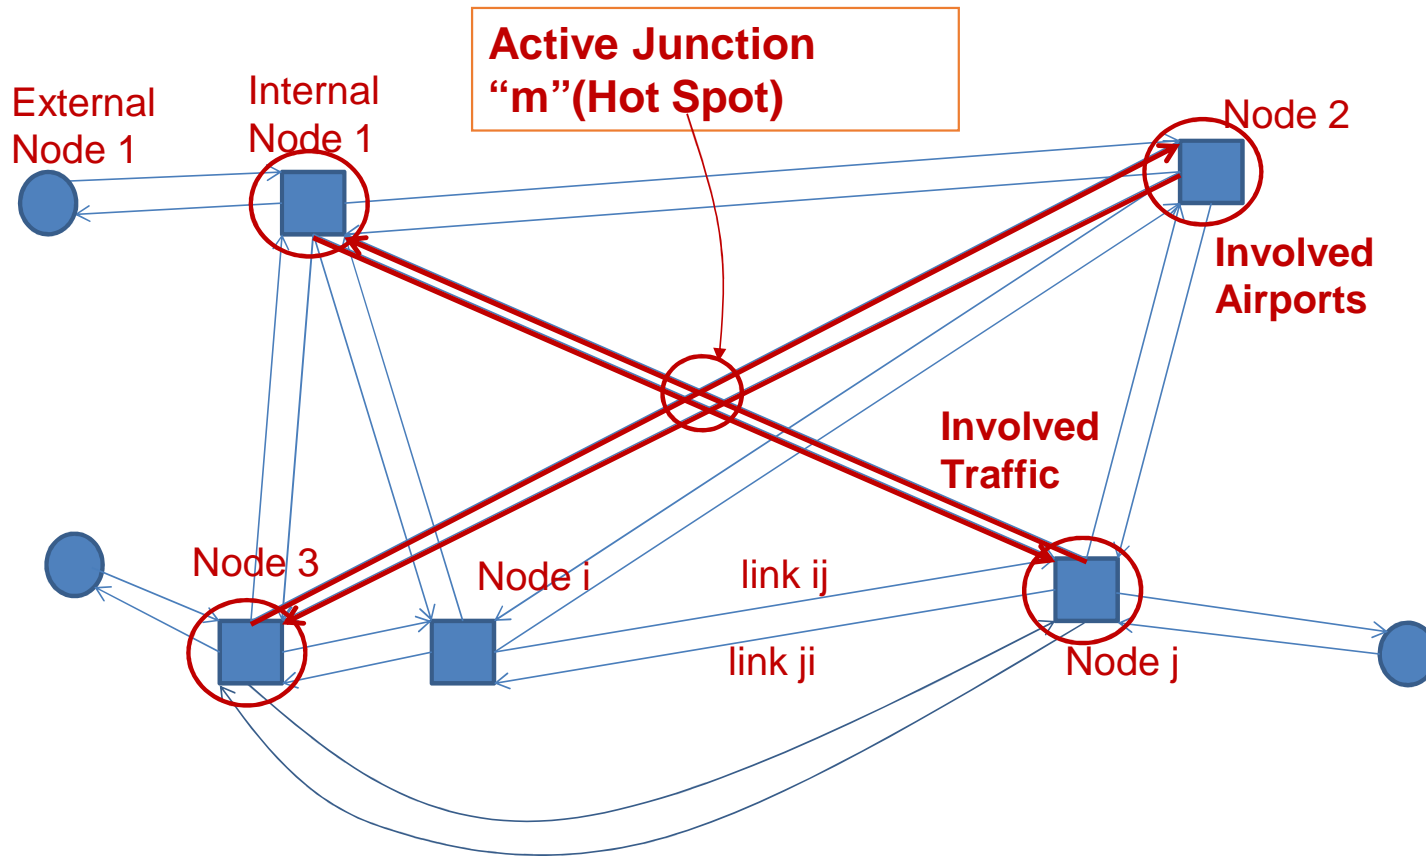 Active Junction
“m”(Hot Spot)
External
Node 1
Internal
Node 1
Node 2
Involved
Airports
Involved
Traffic
Node 3
Node i
link ij
link ji
Node j